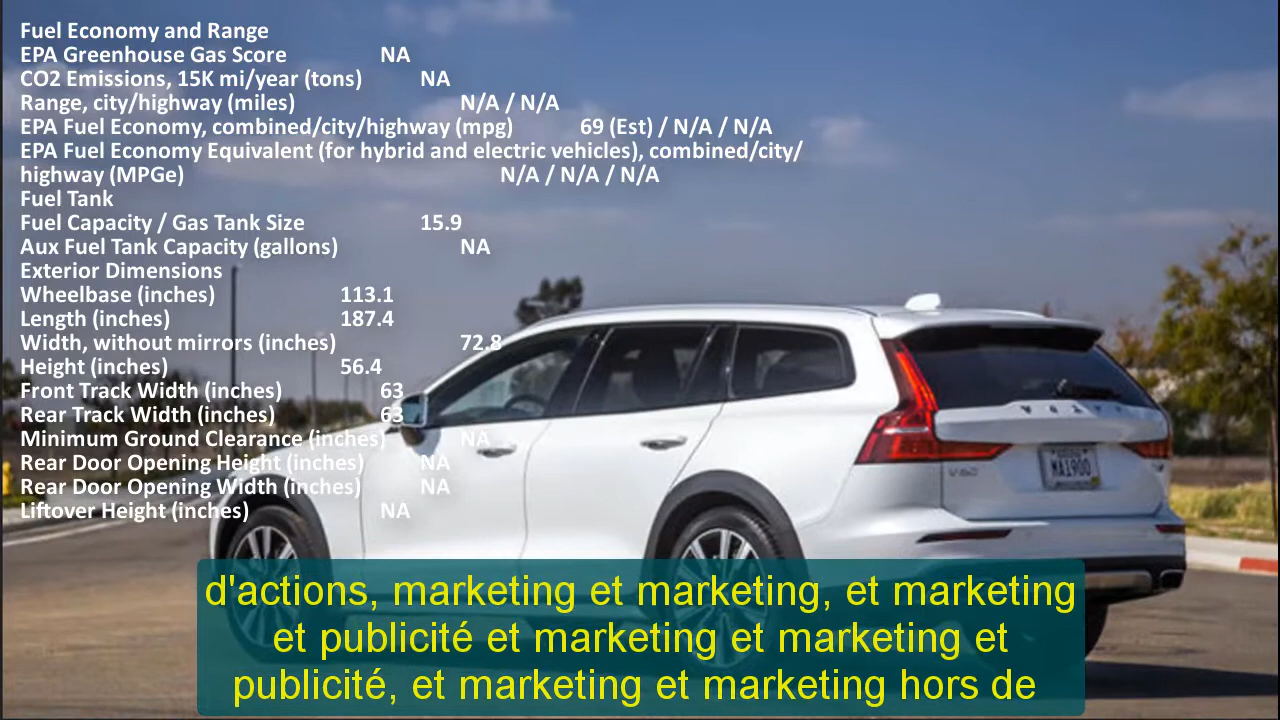 Fuel Economy and Range
EPA Greenhouse Gas Score NA
CO2 Emissions, 15K mi/year (tons) NA
Range, city/highway (miles) N/A / N/A
EPA Fuel Economy, combined/city/highway (mpg) 69 (Est) / N/A / N/A
EPA Fuel Economy Equivalent (for hybrid and electric vehicles), combined/city/
highway (MPGe) N/A / N/A / N/A
Fuel Tank
Fuel Capacity / Gas Tank Size 15.9
Aux Fuel Tank Capacity (gallons) NA
Exterior Dimensions
Wheelbase (inches) 113.1
Length (inches) 187.4
Width, without mirrors (inches) 72.8
Height (inches) 56.4
Front Track Width (inches) 63
Rear Track Width (inches) 63
Minimum Ground Clearance (inches) NA
Rear Door Opening Height (inches) NA
Rear Door Opening Width (inches) NA
Liftover Height (inches) NA
VOLVO
V60
MA1900
d'actions, marketing et marketing, et marketing
et publicité et marketing et marketing et
publicité, et marketing et marketing hors de